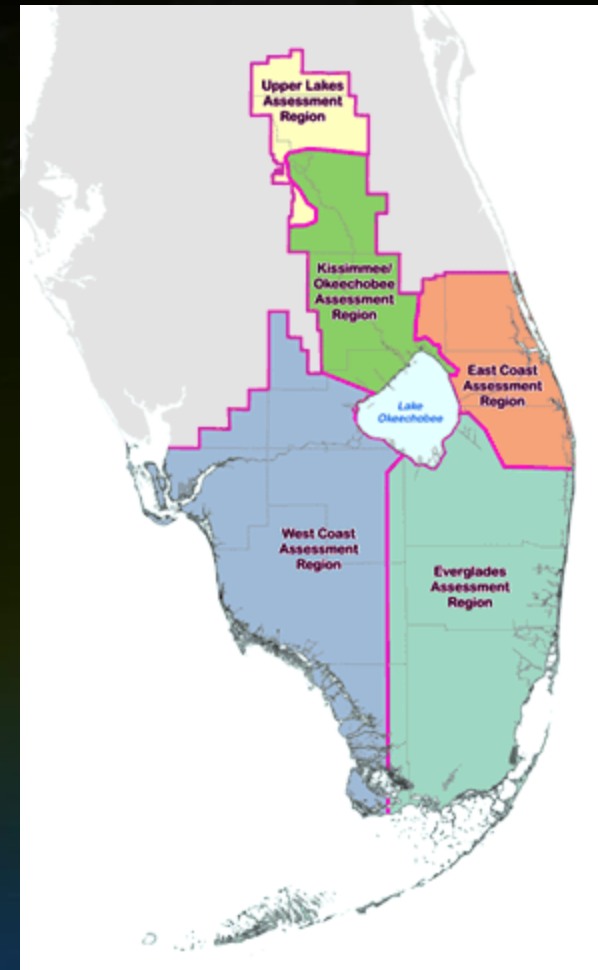 Upper Lakes
Assessment
Region
Kissimmee/
Okeechobee
Assessment
Region
East Coast
Assessment
Region
Lake
Okeechobee
West Coast
Assessment
Region
Everglades
Assessment
Region